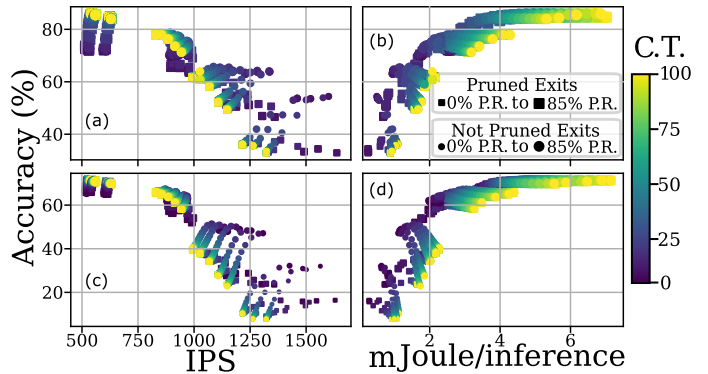 80
60
40
Accuracy (%)
(a)
(b)
Pruned Exits
0% P.R. to 85% P.R.
Not Pruned Exits
0% P.R. to 85% P.R.
C.T.
100
75
50
25
0
60
40
20
(c)
(d)
500 750 1000 1250 1500
IPS
2 4 6
mJoule/inference